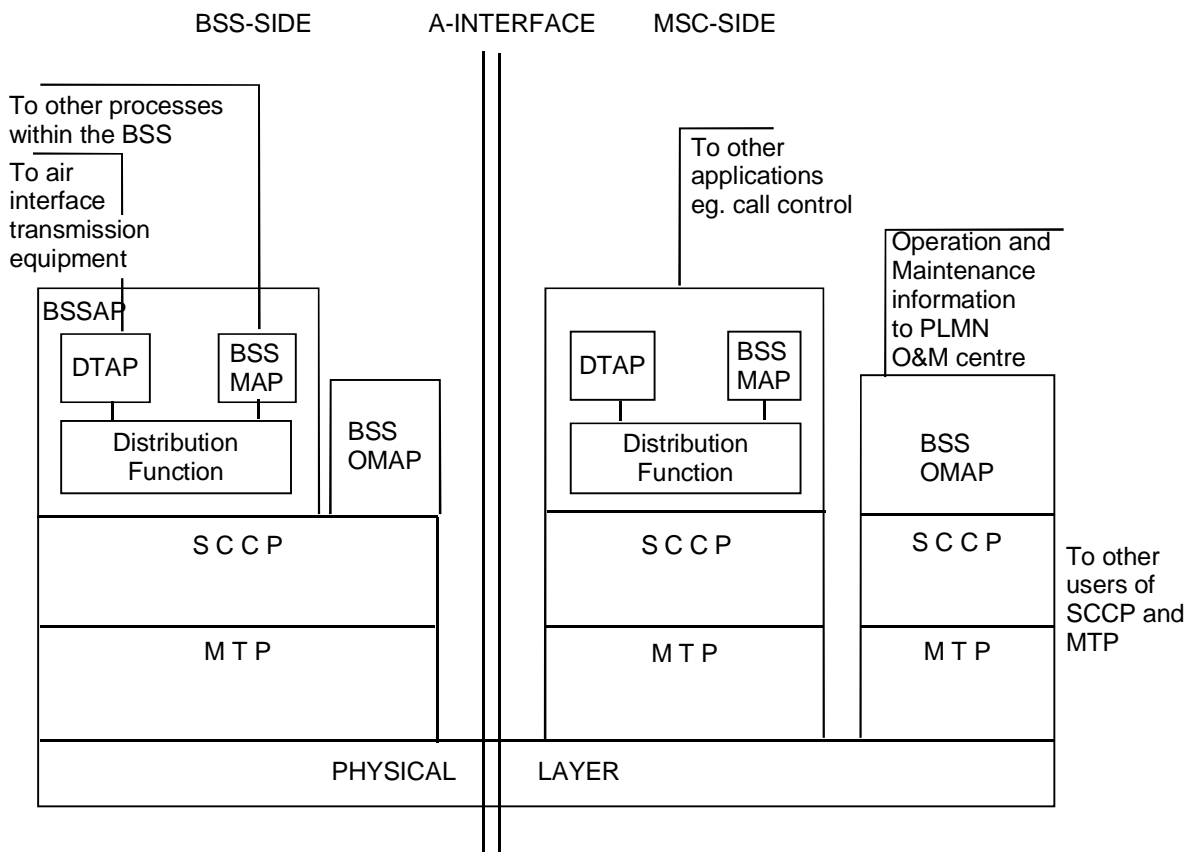 BSS-SIDE
A-INTERFACE
MSC-SIDE
To other processes
within the BSS
To air
interface
transmission
equipment
To other
applications
eg. call control
Operation and
Maintenance
information
to PLMN
O&M centre
BSSAP
DTAP
BSS
MAP
Distribution
Function
BSS
OMAP
DTAP
BSS
MAP
Distribution
Function
BSS
OMAP
S C C P
S C C P
S C C P
To other
users of
SCCP and
MTP
M T P
M T P
M T P
PHYSICAL
LAYER